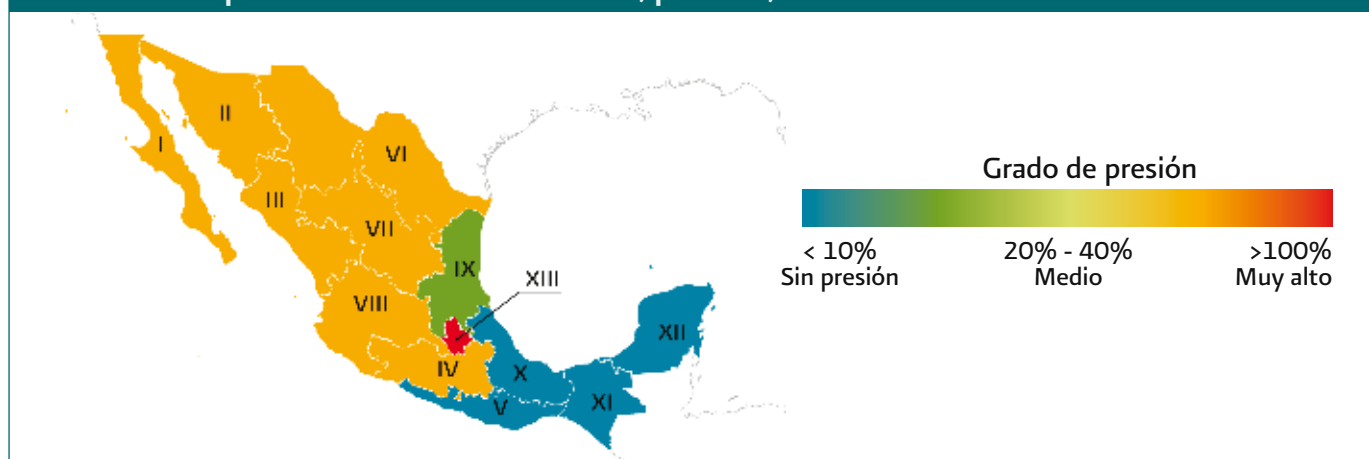 II
I
VI
III
VII
IX
XIII
VIII
XII
IV
X
V
XI
Grado de presión
< 10%
Sin presión
20% - 40%
Medio
>100%
Muy alto